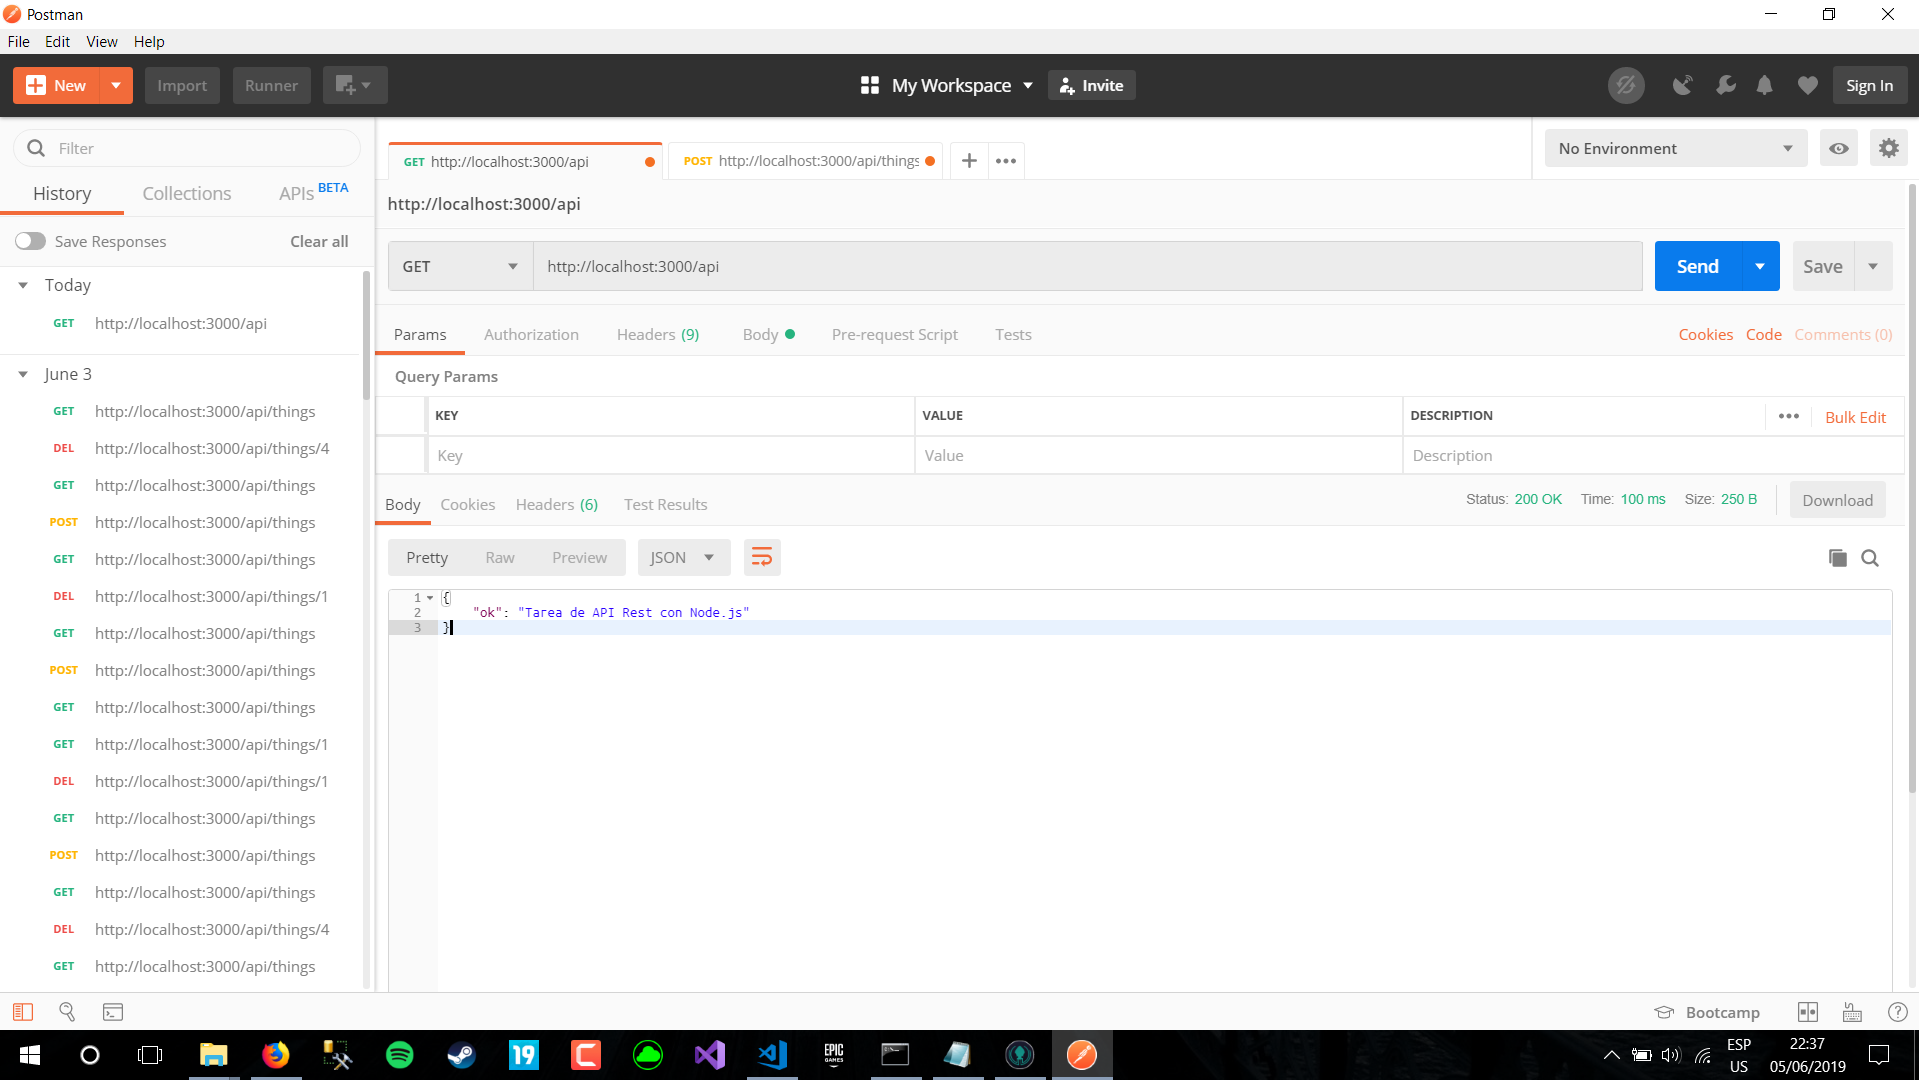 Postman
File Edit View Help
New Import Runner My Workspace Invite Sign In
Filter
History Collections APIs BETA
Save Responses Clear all
Today
GET http://localhost:3000/api
June 3
GET http://localhost:3000/api/things
DEL http://localhost:3000/api/things/4
GET http://localhost:3000/api/things
POST http://localhost:3000/api/things
GET http://localhost:3000/api/things
DEL http://localhost:3000/api/things/1
GET http://localhost:3000/api/things
POST http://localhost:3000/api/things
GET http://localhost:3000/api/things
GET http://localhost:3000/api/things/1
DEL http://localhost:3000/api/things/1
GET http://localhost:3000/api/things
POST http://localhost:3000/api/things
GET http://localhost:3000/api/things
DEL http://localhost:3000/api/things/4
GET http://localhost:3000/api/things
GET http://localhost:3000/api POST http://localhost:3000/api/things No Environment
http://localhost:3000/api
GET http://localhost:3000/api Send Save
Params Authorization Headers (9) Body Pre-request Script Tests Cookies Code Comments (0)
Query Params
KEY VALUE DESCRIPTION Bulk Edit
Key Value Description
Body Cookies Headers (6) Test Results Status: 200 OK Time: 100 ms Size: 250 B Download
Pretty Raw Preview JSON
1 {
2 "ok": "Tarea de API Rest con Node.js"
3 }
Bootcamp
19 EPIC GAMES ESP 22:37
US 05/06/2019